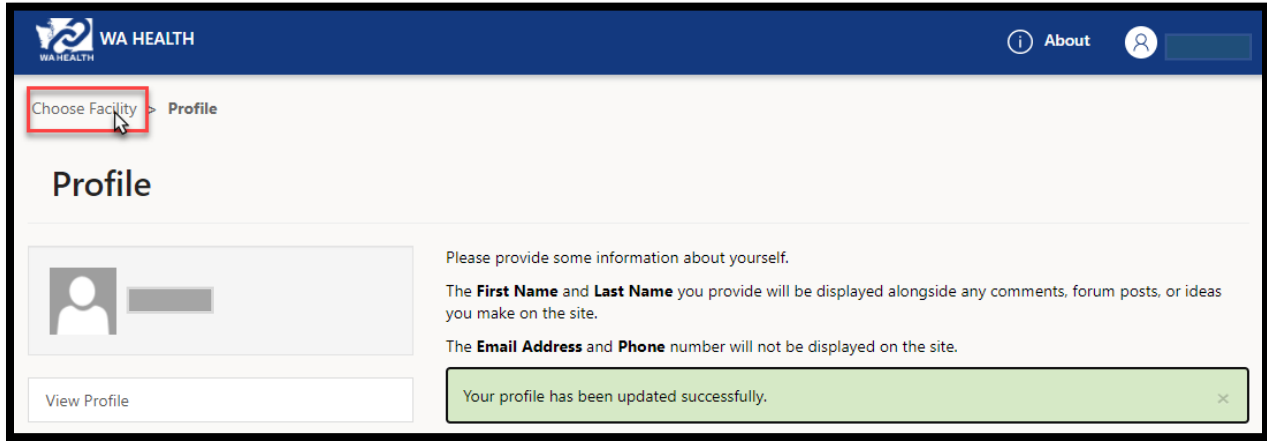 WA HEALTH
WA HEALTH
About
Choose Facility > Profile
Profile
Please provide some information about yourself.
The First Name and Last Name you provide will be displayed alongside any comments, forum posts, or ideas
you make on the site.
The Email Address and Phone number will not be displayed on the site.
View Profile
Your profile has been updated successfully. ×